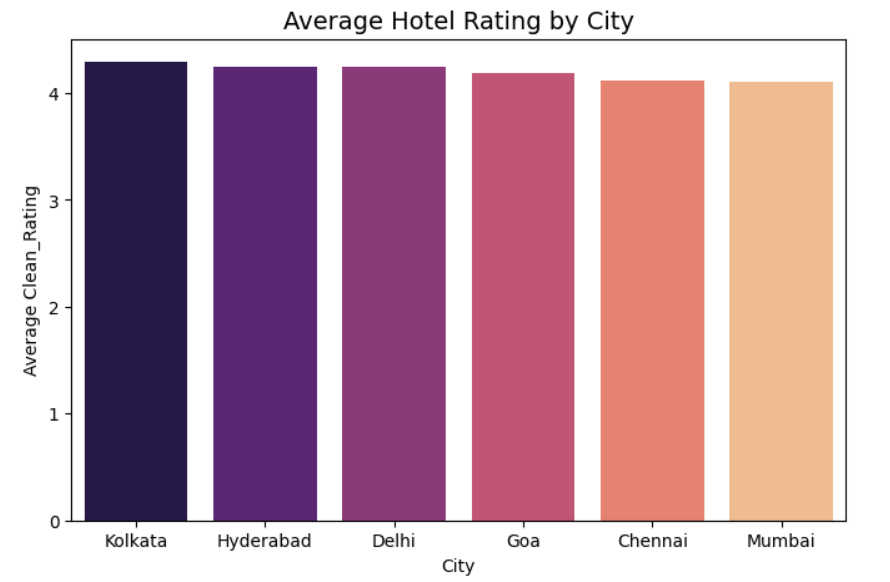 Average Hotel Rating by City
Average Clean_Rating
4
3
2
1
0
Kolkata Hyderabad Delhi Goa Chennai Mumbai
City